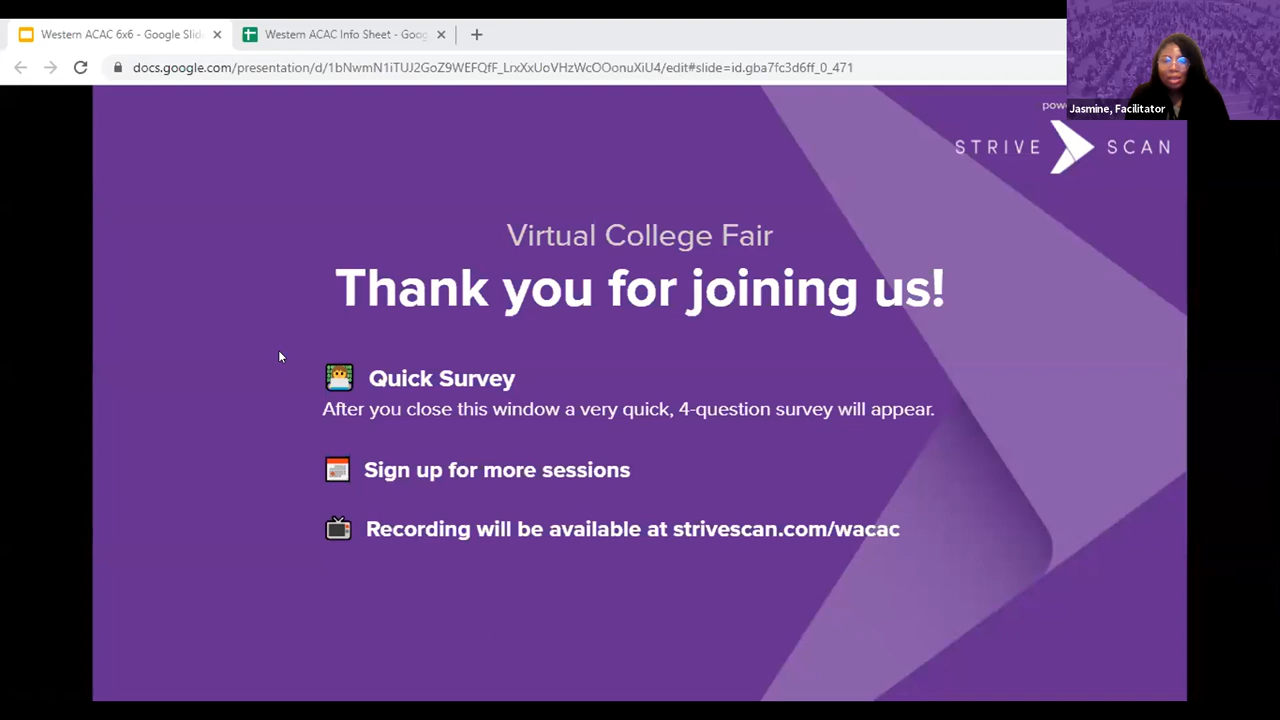 Western ACAC 6x6 - Google Slid
Western ACAC Info Sheet - Goog
docs.google.com/presentation/d/1bNwmN1iTUJ2GoZ9WFDfF_LrxXxUoVHzWcOOonuXiU4/edit#slide=id.gba7fc3d6ff_0_471
Jasmine, Facilitator
STRIVE SCAN
Virtual College Fair
Thank you for joining us!
Quick Survey
After you close this window a very quick, 4-question survey will appear.
Sign up for more sessions
Recording will be available at strivescan.com/wacac